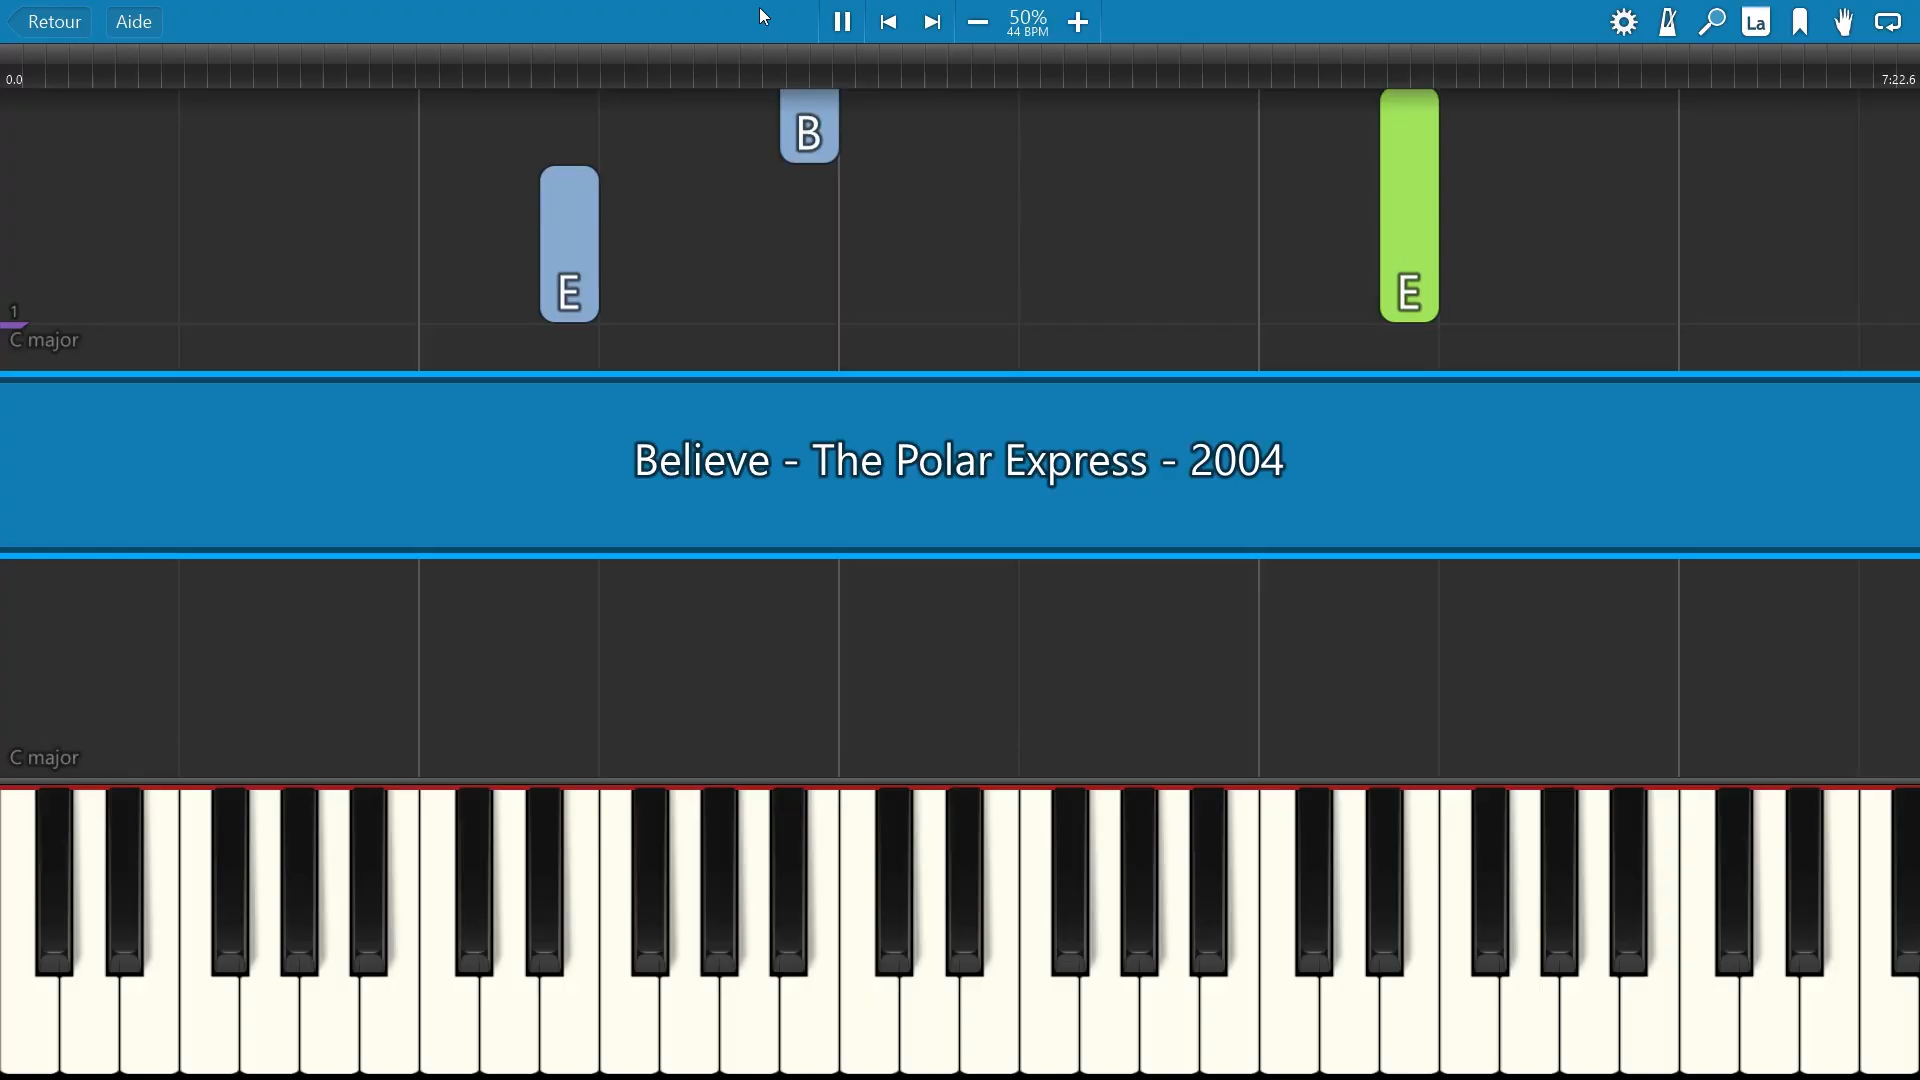 Retour
Aide
50%
44 BPM
La
0.0
7:22.6
B
E
E
1
C major
Believe - The Polar Express - 2004
C major